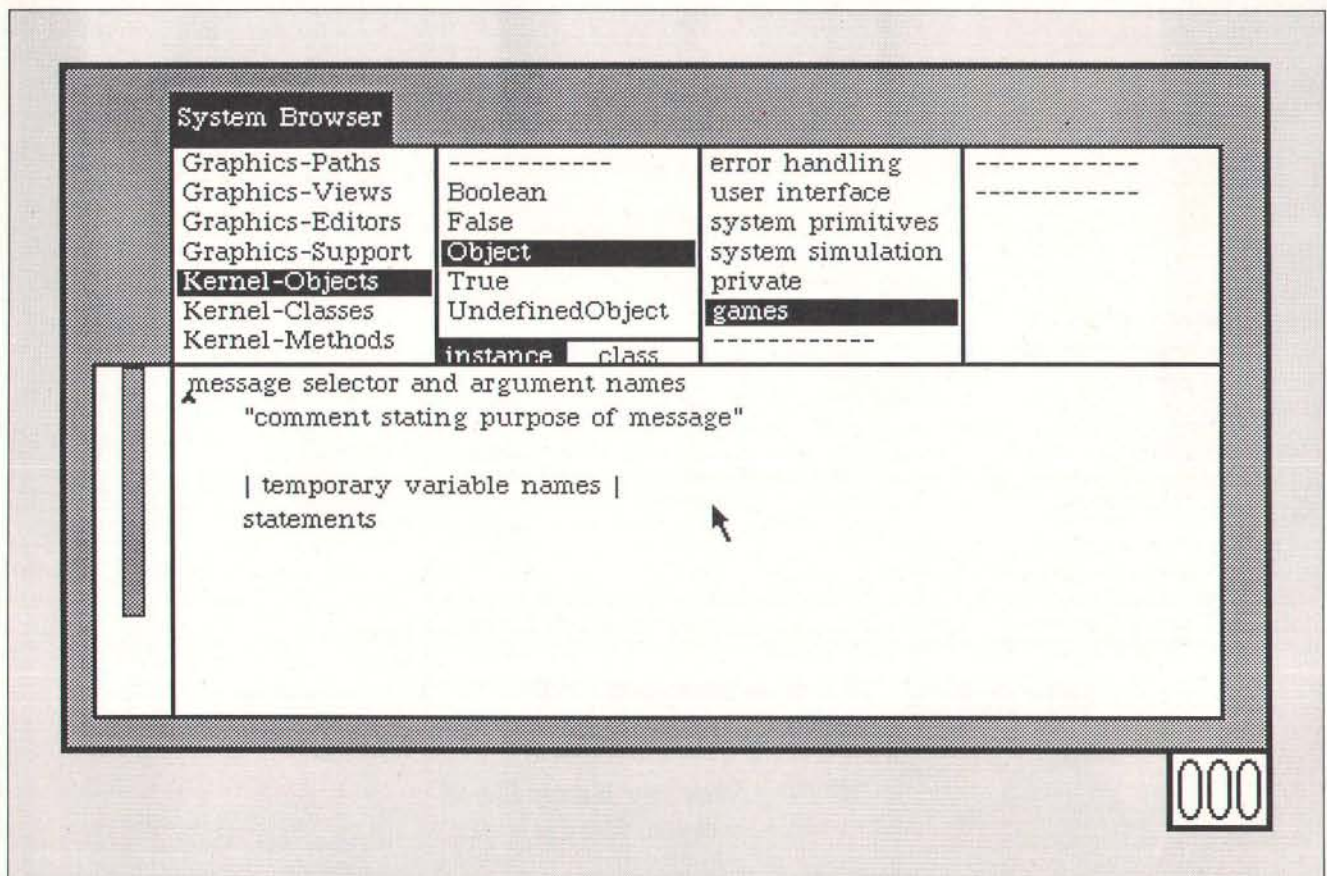 System Browser
Graphics-Paths
Graphics-Views
Graphics-Editors
Graphics-Support
Kernel-Objects
Kernel-Classes
Kernel-Methods
------------
Boolean
False
Object
True
UndefinedObject
instance class
error handling
user interface
system primitives
system simulation
private
games
------------
------------
------------
message selector and argument names
"comment stating purpose of message"
| temporary variable names |
statements
000